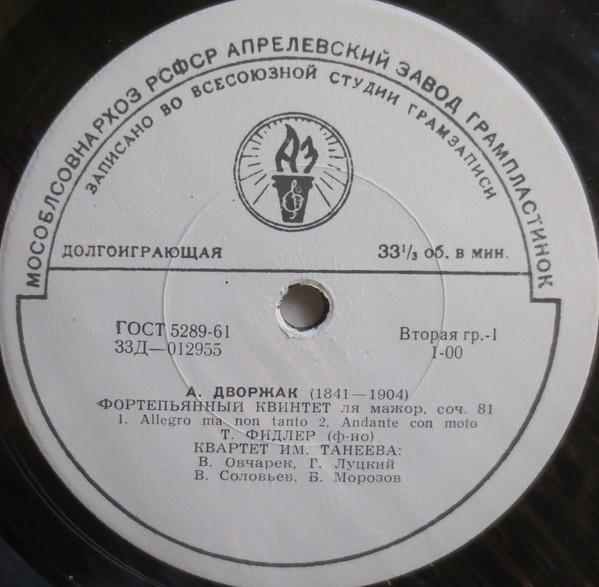 МОСОБЛСОВНАРХОЗ РСФСР АПРЕЛЕВСКИЙ ЗАВОД ГРАМПЛАСТИНОК
ЗАПИСАНО ВО ВСЕСОЮЗНОЙ СТУДИИ ГРАМЗАПИСИ
АЗ
ДОЛГОИГРАЮЩАЯ 33 1/3 об. в мин.
ГОСТ 5289-61 Вторая гр.-1
33Д—012955 1-00
А. ДВОРЖАК (1841—1904)
ФОРТЕПЬЯННЫЙ КВИНТЕТ ля мажор, соч. 81
1. Allegro ma non tanto 2. Andante con moto
Т. ФИДЛЕР (ф-но)
КВАРТЕТ ИМ. ТАНЕЕВА:
В. Овчарек, Г. Луцкий
В. Соловьев, Б. Морозов